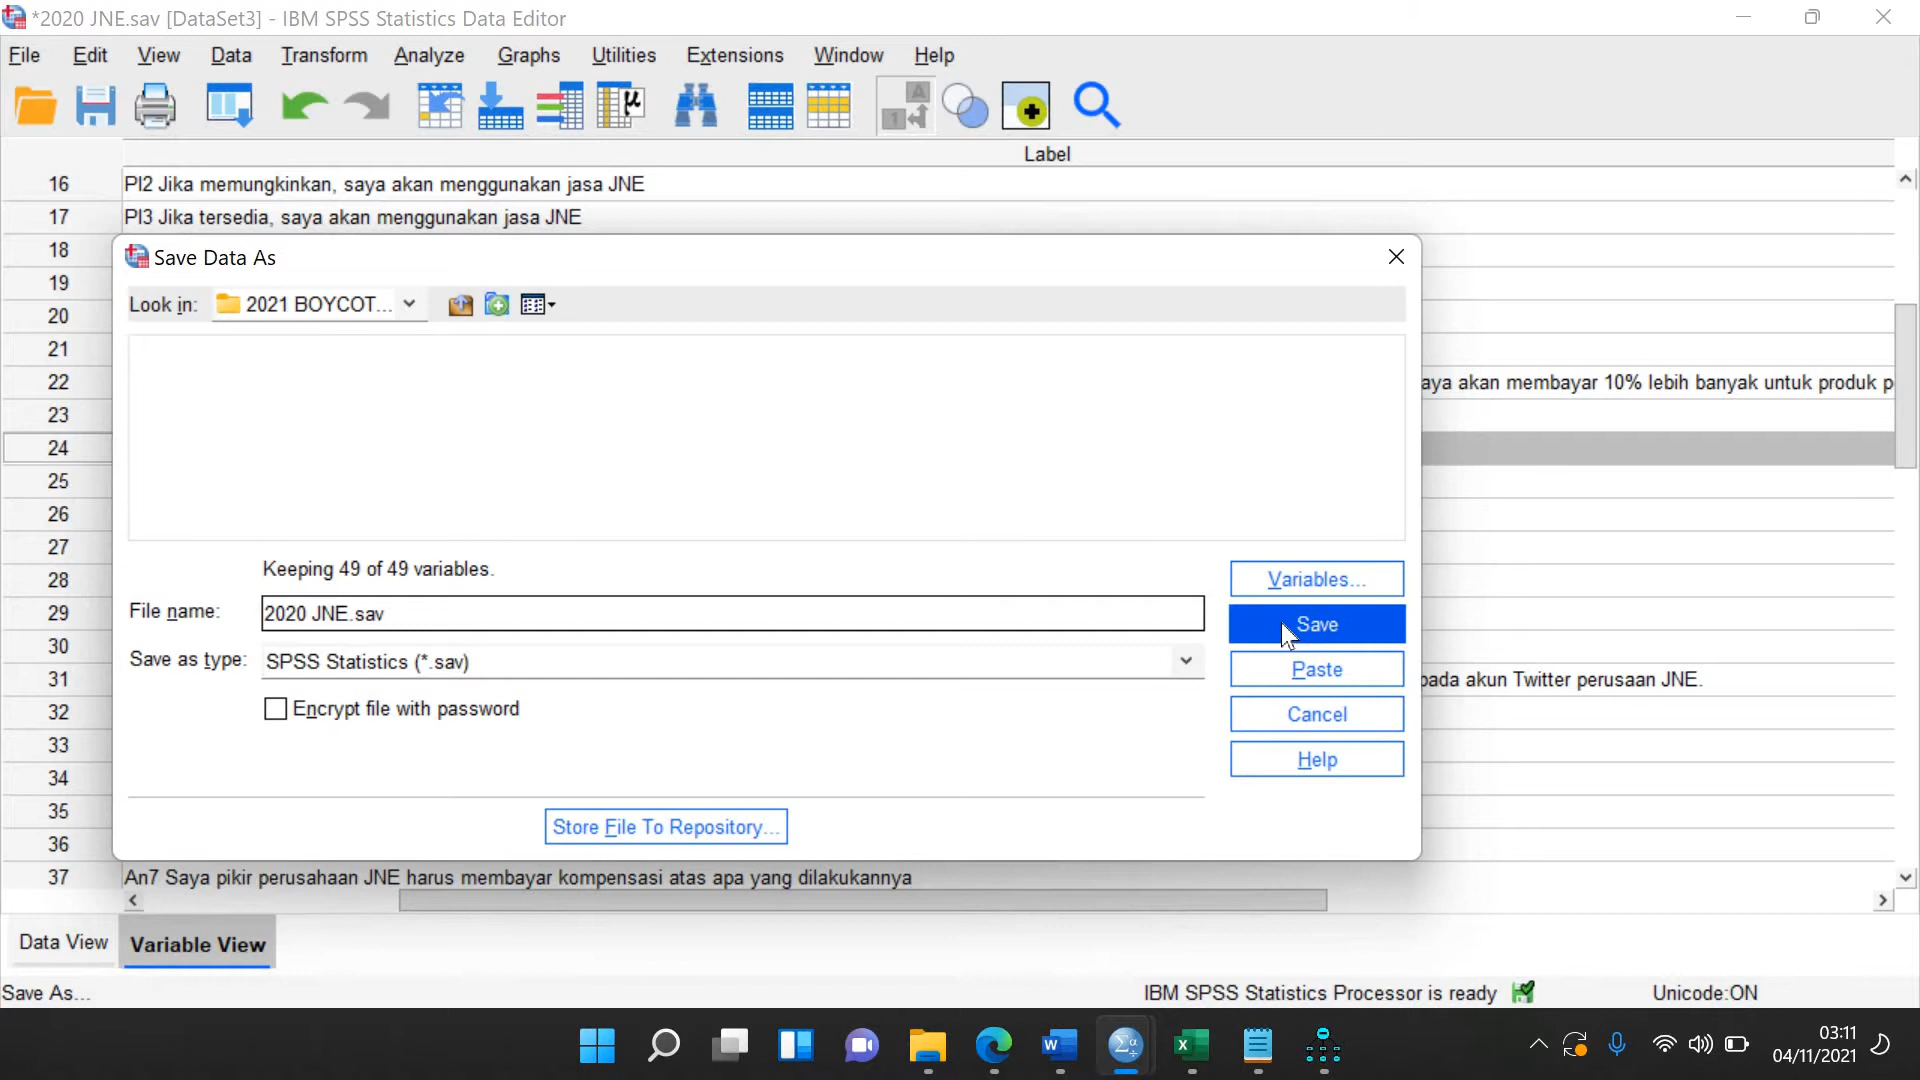 *2020 JNE.sav [DataSet3] - IBM SPSS Statistics Data Editor
File Edit View Data Transform Analyze Graphs Utilities Extensions Window Help
Label
16 PI2 Jika memungkinkan, saya akan menggunakan jasa JNE
17 PI3 Jika tersedia, saya akan menggunakan jasa JNE
18
Save Data As
19
Look in: 2021 BOYCOT...
20
21
22 aya akan membayar 10% lebih banyak untuk produk p
23
24
25
26
27
Keeping 49 of 49 variables.
28
Variables...
29
File name: 2020 JNE.sav
Save
30
Save as type: SPSS Statistics (*.sav)
Paste
31 pada akun Twitter perusaan JNE.
32
Encrypt file with password
Cancel
33
Help
34
35
Store File To Repository...
36
37 An7 Saya pikir perusahaan JNE harus membayar kompensasi atas apa yang dilakukannya
Data View Variable View
Save As... IBM SPSS Statistics Processor is ready Unicode:ON
03:11
04/11/2021